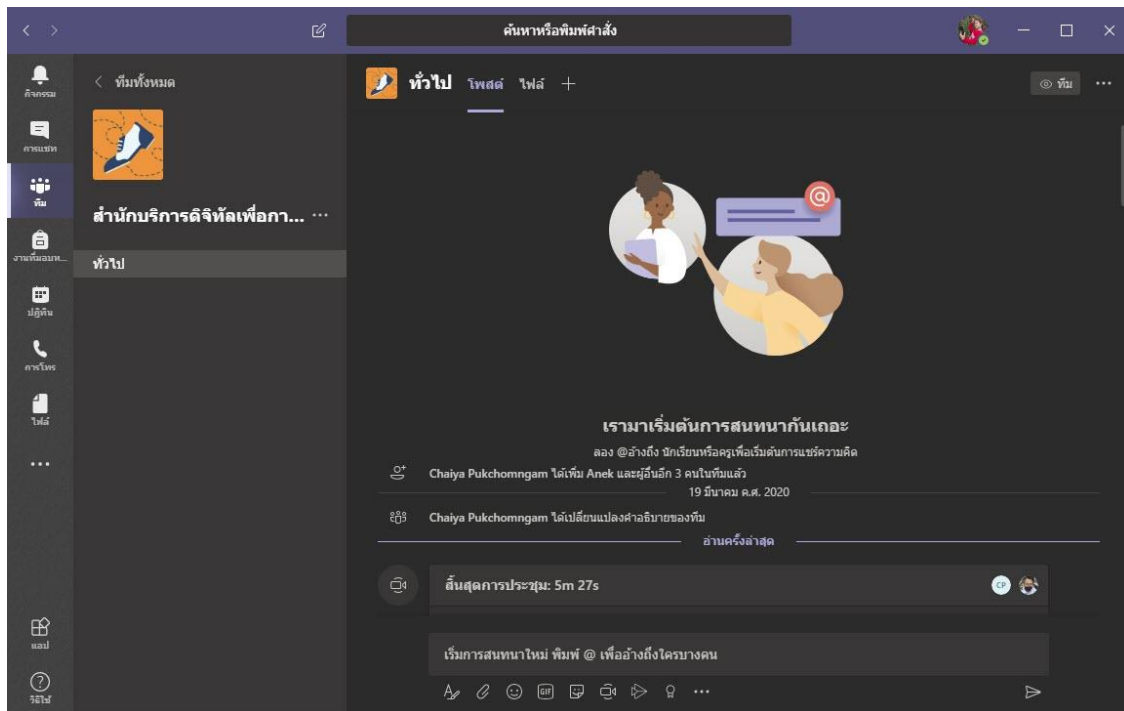 ค้นหาหรือพิมพ์คำสั่ง
กิจกรรม
การแชท
ทีม
งานที่มอบห...
ปฏิทิน
การโทร
ไฟล์
...
แอป
วิธีใช้
ทีมทั้งหมด
สำนักบริการดิจิทัลเพื่อกา... ...
ทั่วไป
ทั่วไป โพสต์ ไฟล์ +
ทีม ...
@
เรามาเริ่มต้นการสนทนากันเถอะ
ลอง @อ้างถึง นักเรียนหรือครูเพื่อเริ่มต้นการแชร์ความคิด
Chaiya Pukchomngam ได้เพิ่ม Anek และผู้อื่นอีก 3 คนในทีมแล้ว
19 มีนาคม ค.ศ. 2020
Chaiya Pukchomngam ได้เปลี่ยนแปลงคำอธิบายของทีม
อ่านครั้งล่าสุด
สิ้นสุดการประชุม: 5m 27s
CP
เริ่มการสนทนาใหม่ พิมพ์ @ เพื่ออ้างถึงใครบางคน
GIF